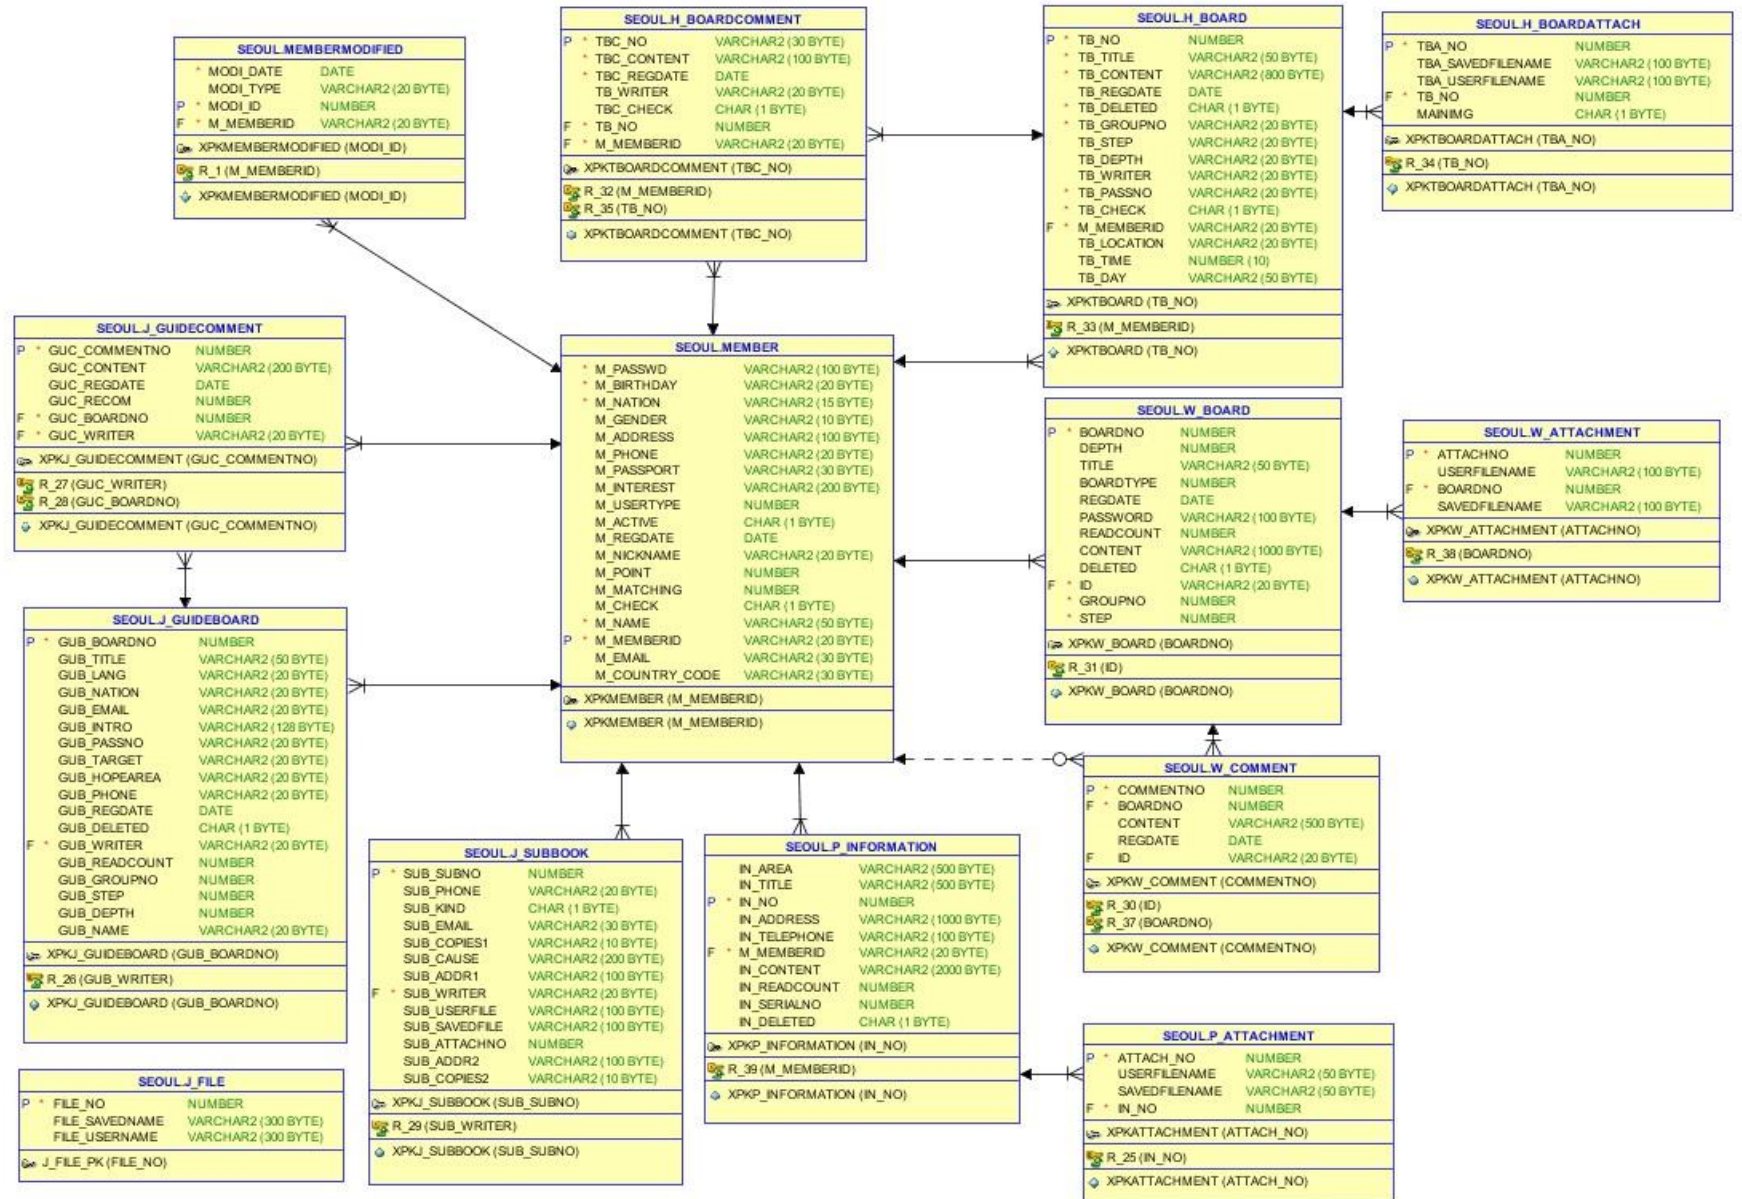 SEOUL.MEMBERMODIFIED
* MODI_DATE DATE
MODI_TYPE VARCHAR2 (20 BYTE)
P * MODI_ID NUMBER
F * M_MEMBERID VARCHAR2 (20 BYTE)
XPKMEMBERMODIFIED (MODI_ID)
R_1 (M_MEMBERID)
XPKMEMBERMODIFIED (MODI_ID)
SEOUL.H_BOARDCOMMENT
P * TBC_NO VARCHAR2 (30 BYTE)
* TBC_CONTENT VARCHAR2 (100 BYTE)
* TBC_REGDATE DATE
TB_WRITER VARCHAR2 (20 BYTE)
TBC_CHECK CHAR (1 BYTE)
F * TB_NO NUMBER
F * M_MEMBERID VARCHAR2 (20 BYTE)
XPKTBOARDCOMMENT (TBC_NO)
R_32 (M_MEMBERID)
R_35 (TB_NO)
XPKTBOARDCOMMENT (TBC_NO)
SEOUL.H_BOARD
P * TB_NO NUMBER
* TB_TITLE VARCHAR2 (50 BYTE)
* TB_CONTENT VARCHAR2 (800 BYTE)
TB_REGDATE DATE
* TB_DELETED CHAR (1 BYTE)
* TB_GROUPNO VARCHAR2 (20 BYTE)
TB_STEP VARCHAR2 (20 BYTE)
TB_DEPTH VARCHAR2 (20 BYTE)
TB_WRITER VARCHAR2 (20 BYTE)
* TB_PASSNO VARCHAR2 (20 BYTE)
* TB_CHECK CHAR (1 BYTE)
F * M_MEMBERID VARCHAR2 (20 BYTE)
TB_LOCATION VARCHAR2 (20 BYTE)
TB_TIME NUMBER (10)
TB_DAY VARCHAR2 (50 BYTE)
XPKTBOARD (TB_NO)
R_33 (M_MEMBERID)
XPKTBOARD (TB_NO)
SEOUL.H_BOARDATTACH
P * TBA_NO NUMBER
TBA_SAVEDFILENAME VARCHAR2 (100 BYTE)
TBA_USERFILENAME VARCHAR2 (100 BYTE)
F * TB_NO NUMBER
MAINIMG CHAR (1 BYTE)
XPKTBOARDATTACH (TBA_NO)
R_34 (TB_NO)
XPKTBOARDATTACH (TBA_NO)
SEOUL.J_GUIDECOMMENT
P * GUC_COMMENTNO NUMBER
GUC_CONTENT VARCHAR2 (200 BYTE)
GUC_REGDATE DATE
GUC_RECOM NUMBER
F * GUC_BOARDNO NUMBER
F * GUC_WRITER VARCHAR2 (20 BYTE)
XPKJ_GUIDECOMMENT (GUC_COMMENTNO)
R_27 (GUC_WRITER)
R_28 (GUC_BOARDNO)
XPKJ_GUIDECOMMENT (GUC_COMMENTNO)
SEOUL.MEMBER
* M_PASSWD VARCHAR2 (100 BYTE)
* M_BIRTHDAY VARCHAR2 (20 BYTE)
* M_NATION VARCHAR2 (15 BYTE)
M_GENDER VARCHAR2 (10 BYTE)
M_ADDRESS VARCHAR2 (100 BYTE)
M_PHONE VARCHAR2 (20 BYTE)
M_PASSPORT VARCHAR2 (30 BYTE)
M_INTEREST VARCHAR2 (200 BYTE)
M_USERTYPE NUMBER
M_ACTIVE CHAR (1 BYTE)
M_REGDATE DATE
M_NICKNAME VARCHAR2 (20 BYTE)
M_POINT NUMBER
M_MATCHING NUMBER
M_CHECK CHAR (1 BYTE)
* M_NAME VARCHAR2 (50 BYTE)
P * M_MEMBERID VARCHAR2 (20 BYTE)
M_EMAIL VARCHAR2 (30 BYTE)
M_COUNTRY_CODE VARCHAR2 (30 BYTE)
XPKMEMBER (M_MEMBERID)
XPKMEMBER (M_MEMBERID)
SEOUL.W_BOARD
P * BOARDNO NUMBER
DEPTH NUMBER
TITLE VARCHAR2 (50 BYTE)
BOARDTYPE NUMBER
REGDATE DATE
PASSWORD VARCHAR2 (100 BYTE)
READCOUNT NUMBER
CONTENT VARCHAR2 (1000 BYTE)
DELETED CHAR (1 BYTE)
F * ID VARCHAR2 (20 BYTE)
* GROUPNO NUMBER
* STEP NUMBER
XPKW_BOARD (BOARDNO)
R_31 (ID)
XPKW_BOARD (BOARDNO)
SEOUL.W_ATTACHMENT
P * ATTACHNO NUMBER
USERFILENAME VARCHAR2 (100 BYTE)
F * BOARDNO NUMBER
SAVEDFILENAME VARCHAR2 (100 BYTE)
XPKW_ATTACHMENT (ATTACHNO)
R_38 (BOARDNO)
XPKW_ATTACHMENT (ATTACHNO)
SEOUL.J_GUIDEBOARD
P * GUB_BOARDNO NUMBER
GUB_TITLE VARCHAR2 (50 BYTE)
GUB_LANG VARCHAR2 (20 BYTE)
GUB_NATION VARCHAR2 (20 BYTE)
GUB_EMAIL VARCHAR2 (20 BYTE)
GUB_INTRO VARCHAR2 (128 BYTE)
GUB_PASSNO VARCHAR2 (20 BYTE)
GUB_TARGET VARCHAR2 (20 BYTE)
GUB_HOPEAREA VARCHAR2 (20 BYTE)
GUB_PHONE VARCHAR2 (20 BYTE)
GUB_REGDATE DATE
GUB_DELETED CHAR (1 BYTE)
F * GUB_WRITER VARCHAR2 (20 BYTE)
GUB_READCOUNT NUMBER
GUB_GROUPNO NUMBER
GUB_STEP NUMBER
GUB_DEPTH NUMBER
GUB_NAME VARCHAR2 (20 BYTE)
XPKJ_GUIDEBOARD (GUB_BOARDNO)
R_26 (GUB_WRITER)
XPKJ_GUIDEBOARD (GUB_BOARDNO)
SEOUL.J_SUBBOOK
P * SUB_SUBNO NUMBER
SUB_PHONE VARCHAR2 (20 BYTE)
SUB_KIND CHAR (1 BYTE)
SUB_EMAIL VARCHAR2 (30 BYTE)
SUB_COPIES1 VARCHAR2 (10 BYTE)
SUB_CAUSE VARCHAR2 (200 BYTE)
SUB_ADDR1 VARCHAR2 (100 BYTE)
F * SUB_WRITER VARCHAR2 (20 BYTE)
SUB_USERFILE VARCHAR2 (100 BYTE)
SUB_SAVEDFILE VARCHAR2 (100 BYTE)
SUB_ATTACHNO NUMBER
SUB_ADDR2 VARCHAR2 (100 BYTE)
SUB_COPIES2 VARCHAR2 (10 BYTE)
XPKJ_SUBBOOK (SUB_SUBNO)
R_29 (SUB_WRITER)
XPKJ_SUBBOOK (SUB_SUBNO)
SEOUL.P_INFORMATION
IN_AREA VARCHAR2 (500 BYTE)
IN_TITLE VARCHAR2 (500 BYTE)
P * IN_NO NUMBER
IN_ADDRESS VARCHAR2 (1000 BYTE)
IN_TELEPHONE VARCHAR2 (100 BYTE)
F * M_MEMBERID VARCHAR2 (20 BYTE)
IN_CONTENT VARCHAR2 (2000 BYTE)
IN_READCOUNT NUMBER
IN_SERIALNO NUMBER
IN_DELETED CHAR (1 BYTE)
XPKP_INFORMATION (IN_NO)
R_39 (M_MEMBERID)
XPKP_INFORMATION (IN_NO)
SEOUL.W_COMMENT
P * COMMENTNO NUMBER
F * BOARDNO NUMBER
CONTENT VARCHAR2 (500 BYTE)
REGDATE DATE
F ID VARCHAR2 (20 BYTE)
XPKW_COMMENT (COMMENTNO)
R_30 (ID)
R_37 (BOARDNO)
XPKW_COMMENT (COMMENTNO)
SEOUL.J_FILE
P * FILE_NO NUMBER
FILE_SAVEDNAME VARCHAR2 (300 BYTE)
FILE_USERNAME VARCHAR2 (300 BYTE)
J_FILE_PK (FILE_NO)
SEOUL.P_ATTACHMENT
P * ATTACH_NO NUMBER
USERFILENAME VARCHAR2 (50 BYTE)
SAVEDFILENAME VARCHAR2 (50 BYTE)
F * IN_NO NUMBER
XPKATTACHMENT (ATTACH_NO)
R_25 (IN_NO)
XPKATTACHMENT (ATTACH_NO)